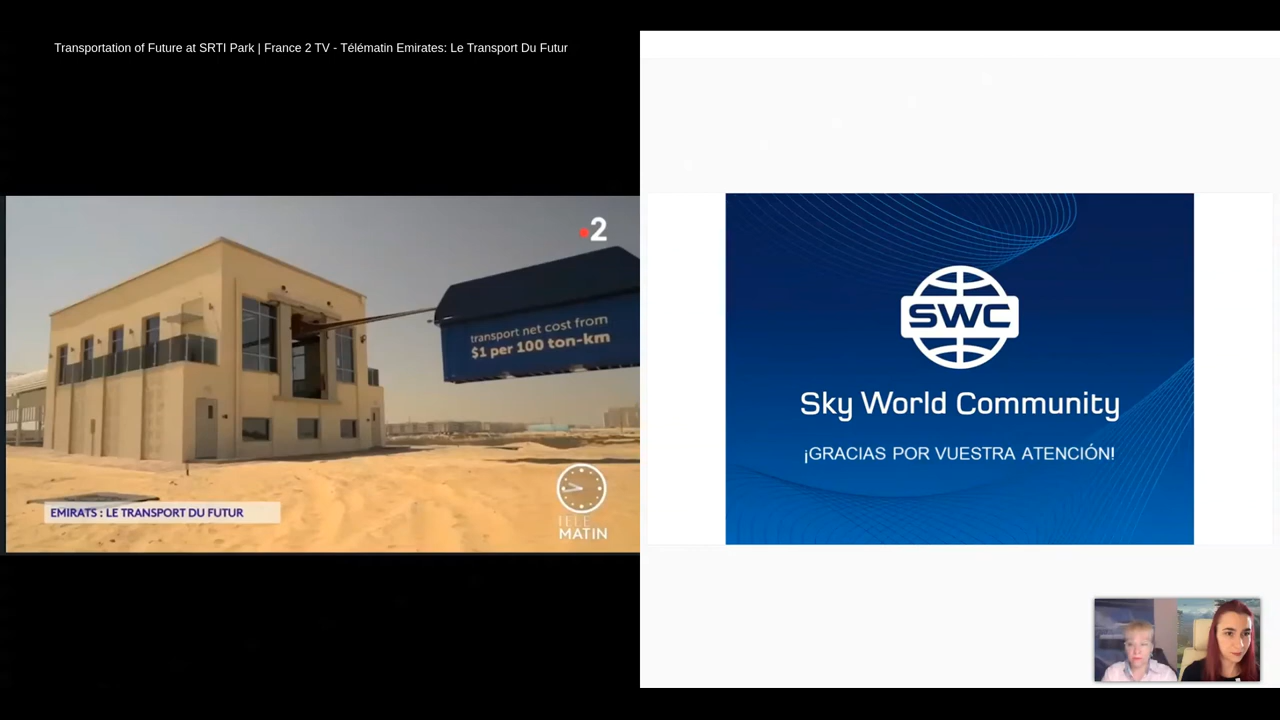 Transportation of Future at SRTI Park | France 2 TV - Télématin Emirates: Le Transport Du Futur
2
transport net cost from
$1 per 100 ton-km
EMIRATS : LE TRANSPORT DU FUTUR
TELE
MATIN
SWC
Sky World Community
¡GRACIAS POR VUESTRA ATENCIÓN!